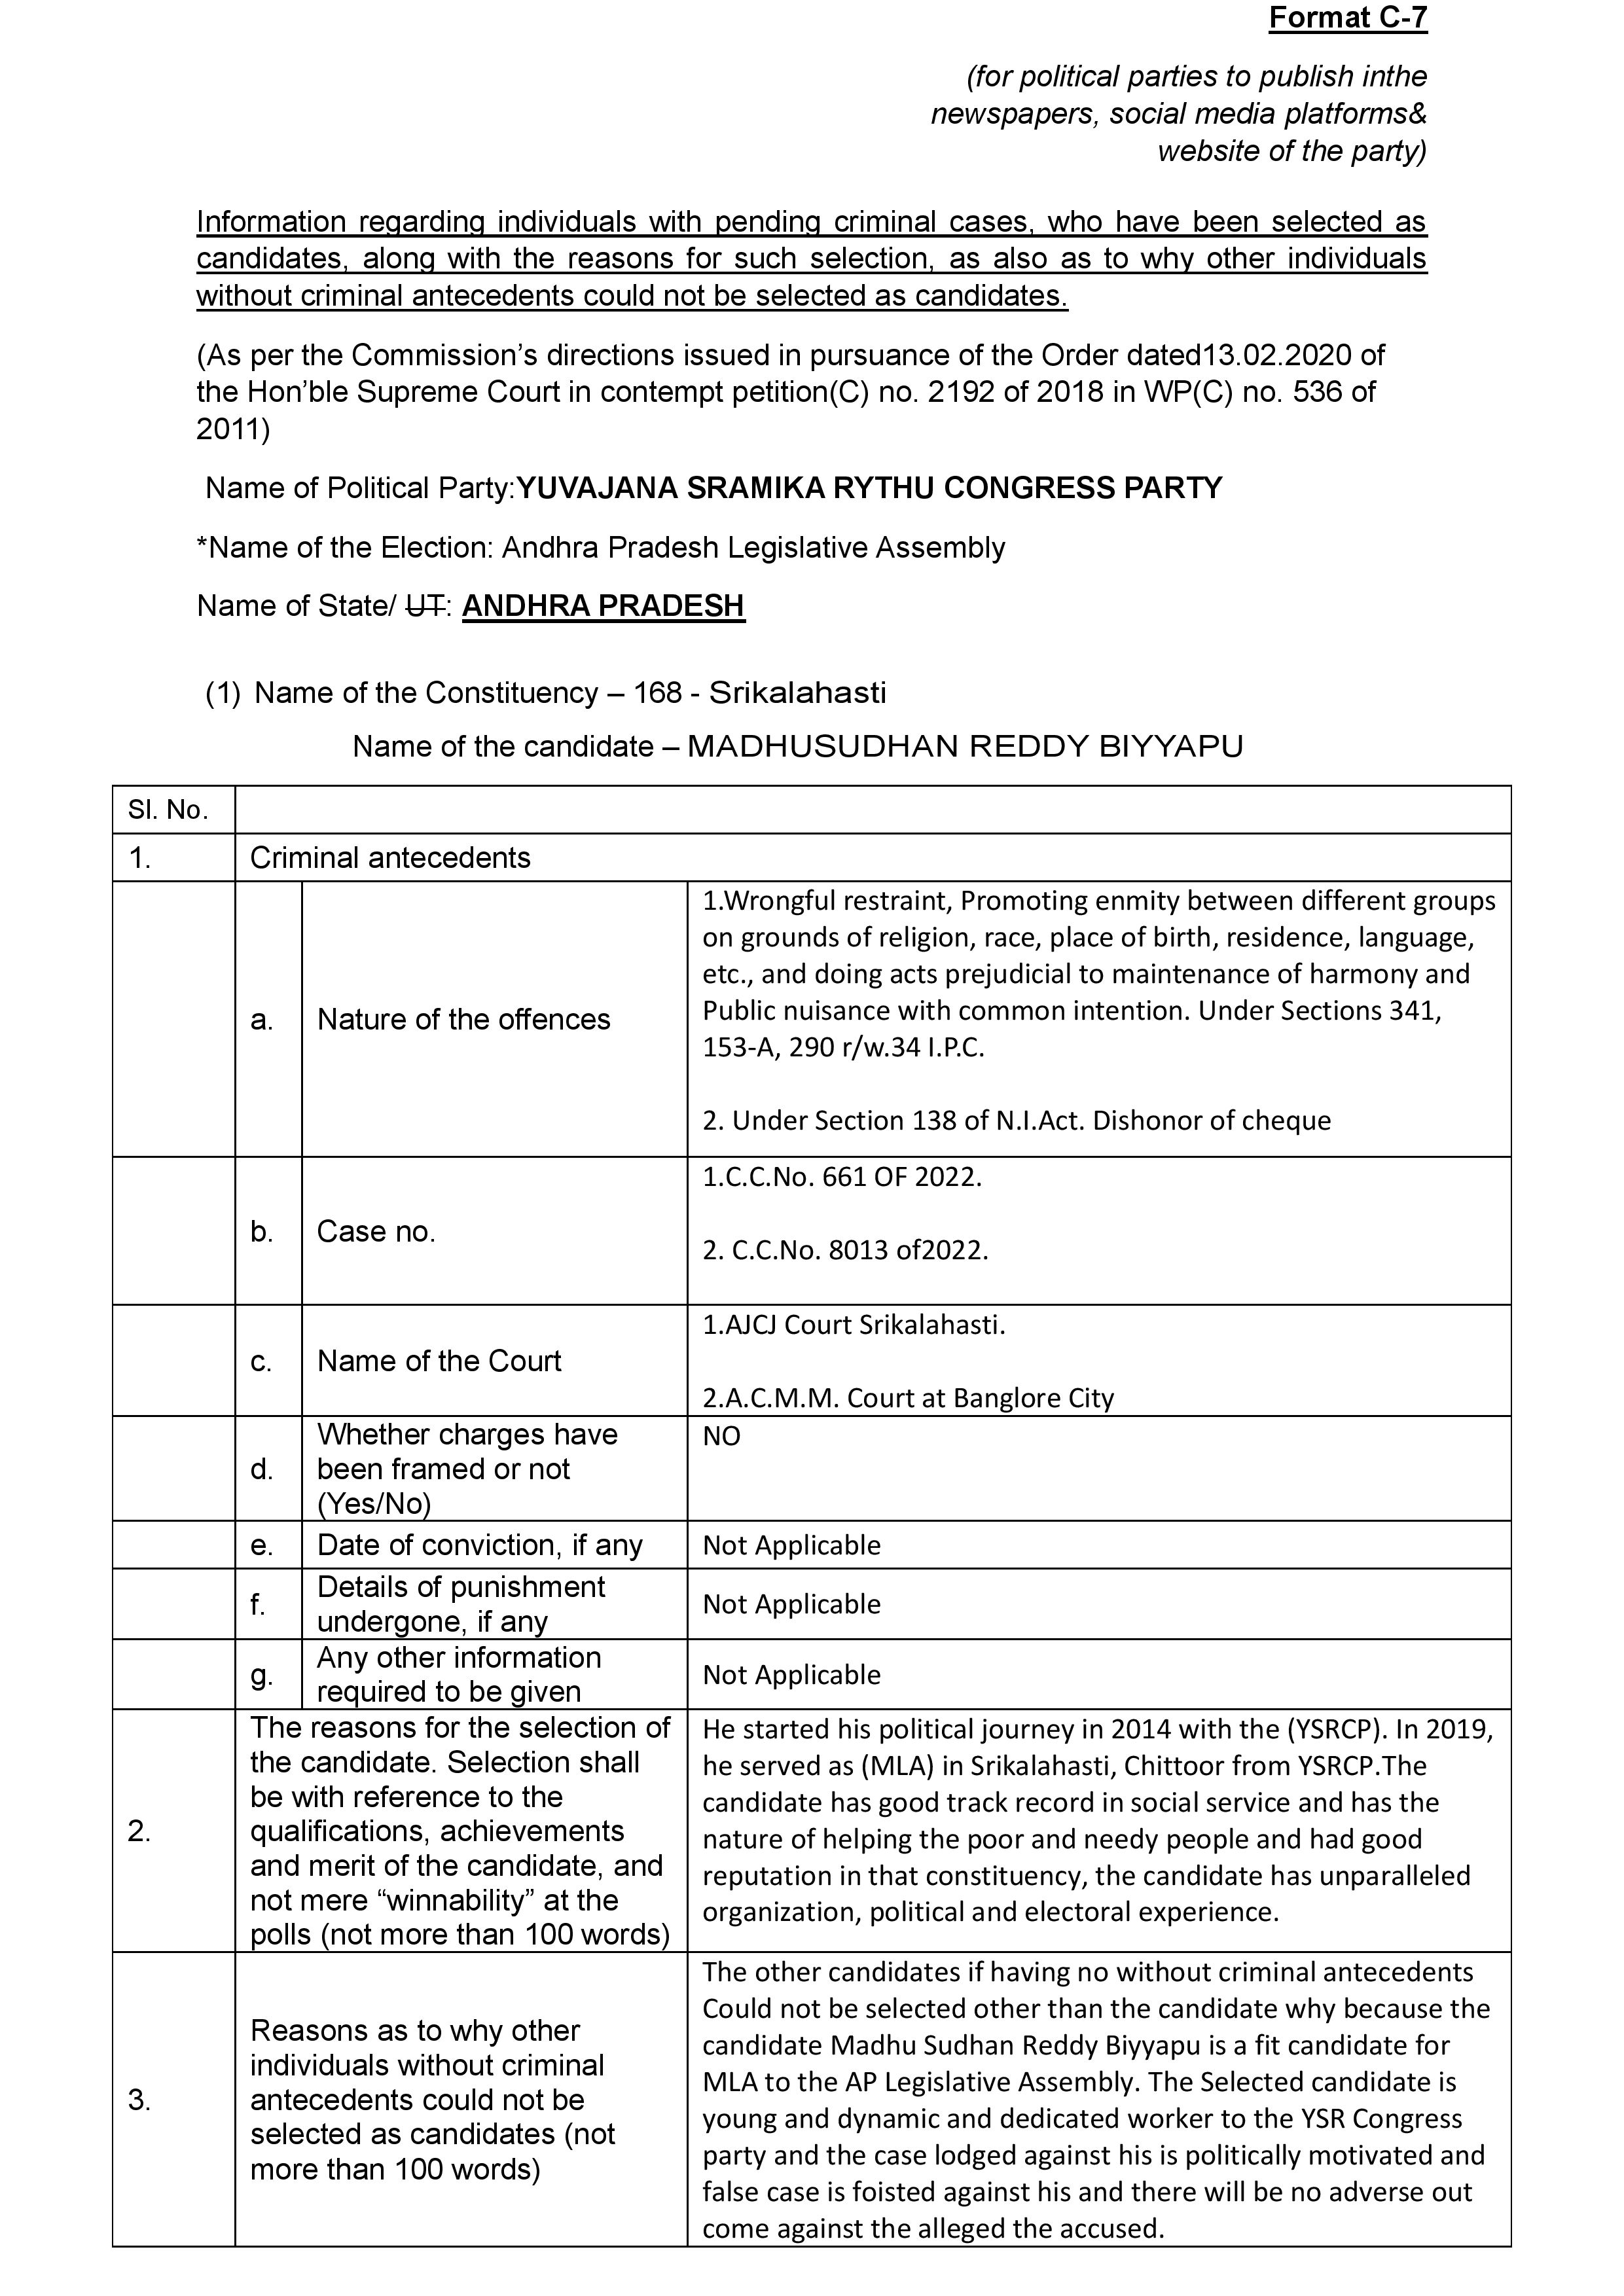 Format C-7
(for political parties to publish inthe
newspapers, social media platforms&
website of the party)
Information regarding individuals with pending criminal cases, who have been selected as
candidates, along with the reasons for such selection, as also as to why other individuals
without criminal antecedents could not be selected as candidates.
(As per the Commission’s directions issued in pursuance of the Order dated13.02.2020 of
the Hon’ble Supreme Court in contempt petition(C) no. 2192 of 2018 in WP(C) no. 536 of
2011)
Name of Political Party:YUVAJANA SRAMIKA RYTHU CONGRESS PARTY
*Name of the Election: Andhra Pradesh Legislative Assembly
Name of State/ UT: ANDHRA PRADESH
(1) Name of the Constituency – 168 - Srikalahasti
Name of the candidate – MADHUSUDHAN REDDY BIYYAPU
Sl. No.
1. Criminal antecedents
a. Nature of the offences
1.Wrongful restraint, Promoting enmity between different groups
on grounds of religion, race, place of birth, residence, language,
etc., and doing acts prejudicial to maintenance of harmony and
Public nuisance with common intention. Under Sections 341,
153-A, 290 r/w.34 I.P.C.
2. Under Section 138 of N.I.Act. Dishonor of cheque
b. Case no.
1.C.C.No. 661 OF 2022.
2. C.C.No. 8013 of2022.
c. Name of the Court
1.AJCJ Court Srikalahasti.
2.A.C.M.M. Court at Banglore City
d.
Whether charges have
been framed or not
(Yes/No)
NO
e. Date of conviction, if any Not Applicable
f.
Details of punishment
undergone, if any
Not Applicable
g.
Any other information
required to be given
Not Applicable
2.
The reasons for the selection of
the candidate. Selection shall
be with reference to the
qualifications, achievements
and merit of the candidate, and
not mere “winnability” at the
polls (not more than 100 words)
He started his political journey in 2014 with the (YSRCP). In 2019,
he served as (MLA) in Srikalahasti, Chittoor from YSRCP.The
candidate has good track record in social service and has the
nature of helping the poor and needy people and had good
reputation in that constituency, the candidate has unparalleled
organization, political and electoral experience.
3.
Reasons as to why other
individuals without criminal
antecedents could not be
selected as candidates (not
more than 100 words)
The other candidates if having no without criminal antecedents
Could not be selected other than the candidate why because the
candidate Madhu Sudhan Reddy Biyyapu is a fit candidate for
MLA to the AP Legislative Assembly. The Selected candidate is
young and dynamic and dedicated worker to the YSR Congress
party and the case lodged against his is politically motivated and
false case is foisted against his and there will be no adverse out
come against the alleged the accused.